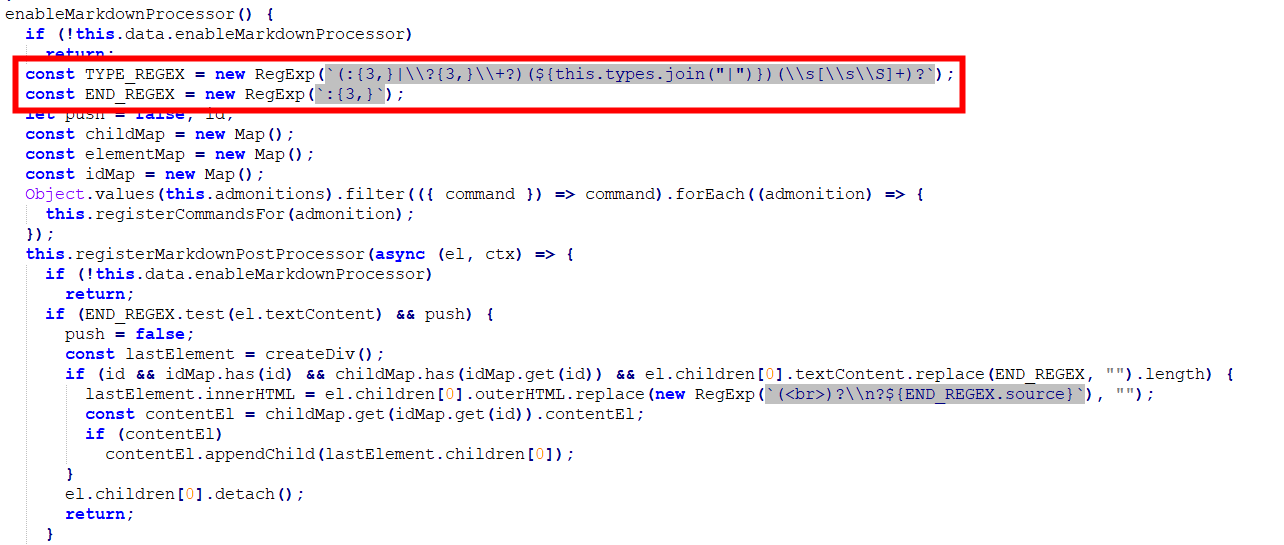 enableMarkdownProcessor() {
if (!this.data.enableMarkdownProcessor)
return;
const TYPE_REGEX = new RegExp(`(:{3,}|\\?{3,}\\+?)(${this.types.join("|")})(\\s[\\s\\S]+)?`);
const END_REGEX = new RegExp(`:{3,}`);
let push = false, id;
const childMap = new Map();
const elementMap = new Map();
const idMap = new Map();
Object.values(this.admonitions).filter(({ command }) => command).forEach((admonition) => {
this.registerCommandsFor(admonition);
});
this.registerMarkdownPostProcessor(async (el, ctx) => {
if (!this.data.enableMarkdownProcessor)
return;
if (END_REGEX.test(el.textContent) && push) {
push = false;
const lastElement = createDiv();
if (id && idMap.has(id) && childMap.has(idMap.get(id)) && el.children[0].textContent.replace(END_REGEX, "").length) {
lastElement.innerHTML = el.children[0].outerHTML.replace(new RegExp(`(<br>)?\\n?${END_REGEX.source}`), "");
const contentEl = childMap.get(idMap.get(id)).contentEl;
if (contentEl)
contentEl.appendChild(lastElement.children[0]);
}
el.children[0].detach();
return;
}